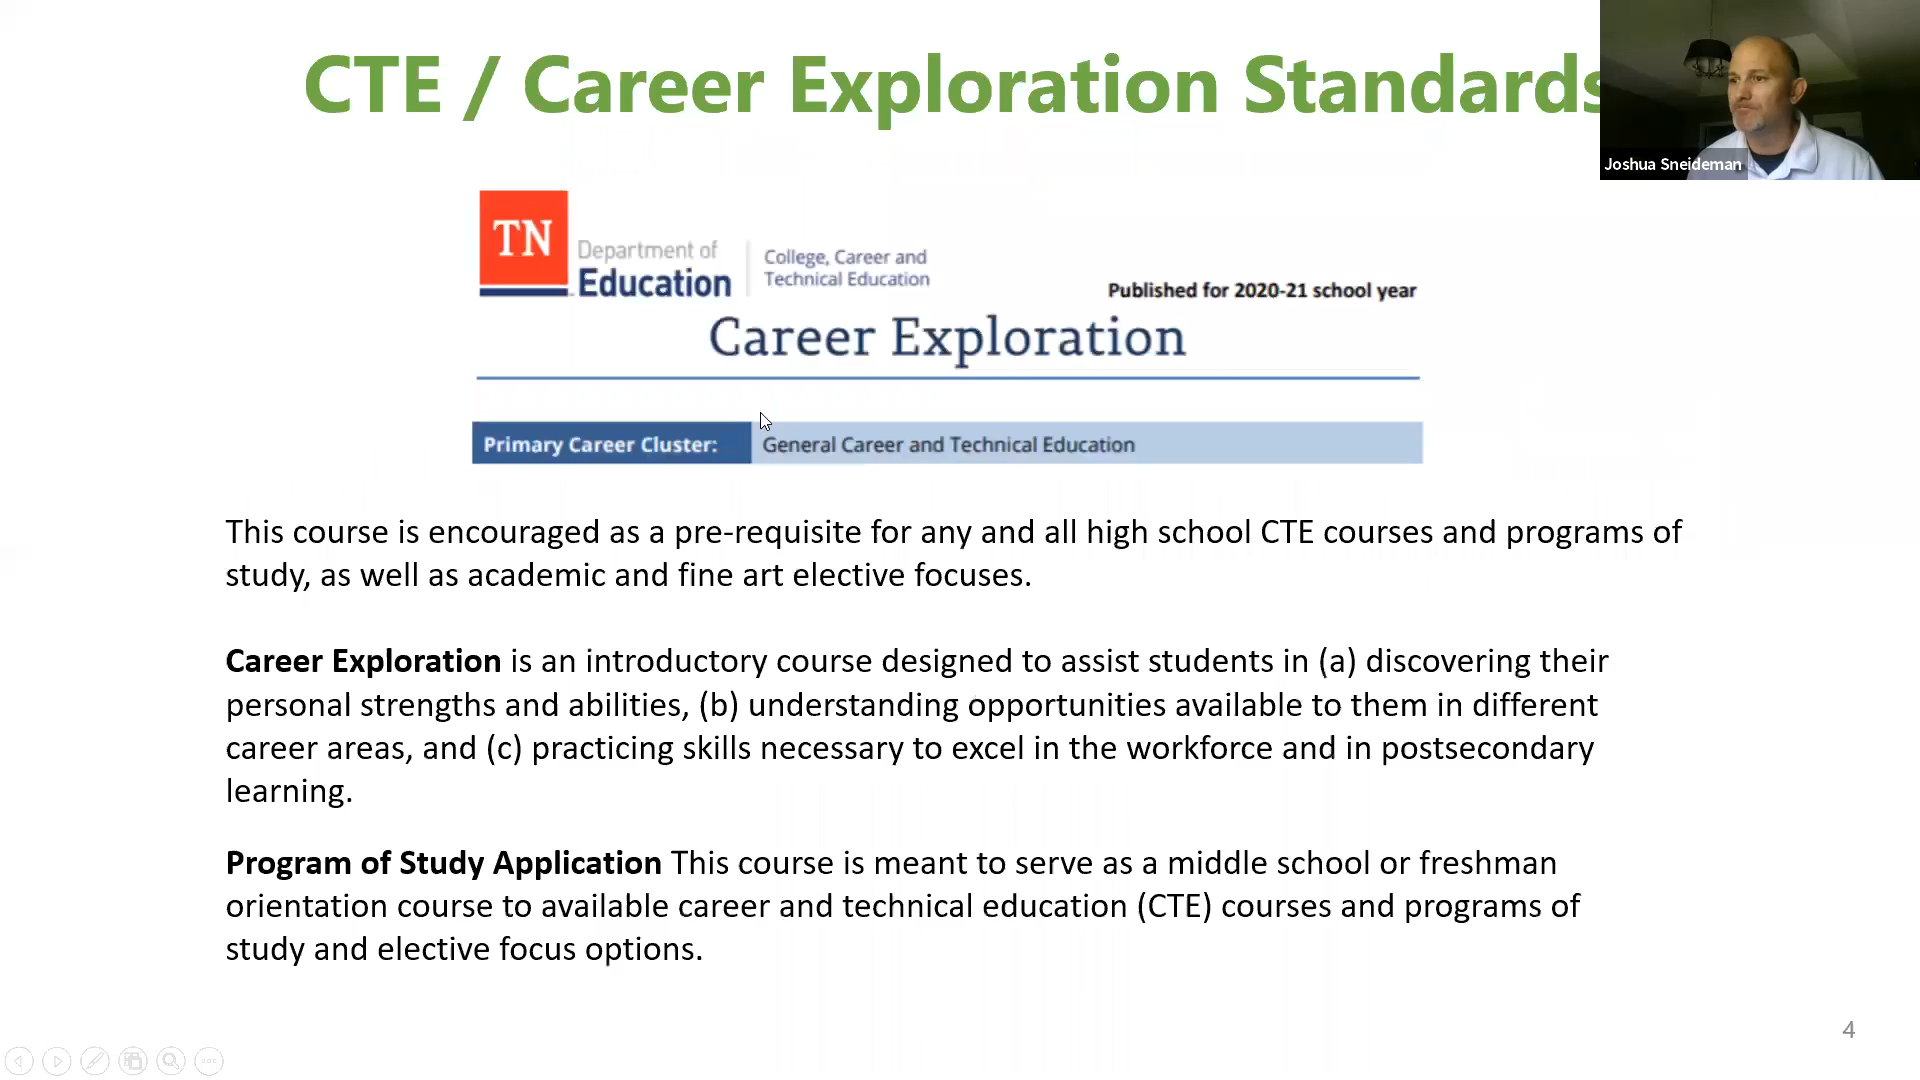 CTE / Career Exploration Standards
Joshua Sneideman
TN
Department of
Education
College, Career and
Technical Education
Published for 2020-21 school year
Career Exploration
Primary Career Cluster:
General Career and Technical Education
This course is encouraged as a pre-requisite for any and all high school CTE courses and programs of
study, as well as academic and fine art elective focuses.
Career Exploration is an introductory course designed to assist students in (a) discovering their
personal strengths and abilities, (b) understanding opportunities available to them in different
career areas, and (c) practicing skills necessary to excel in the workforce and in postsecondary
learning.
Program of Study Application This course is meant to serve as a middle school or freshman
orientation course to available career and technical education (CTE) courses and programs of
study and elective focus options.
4